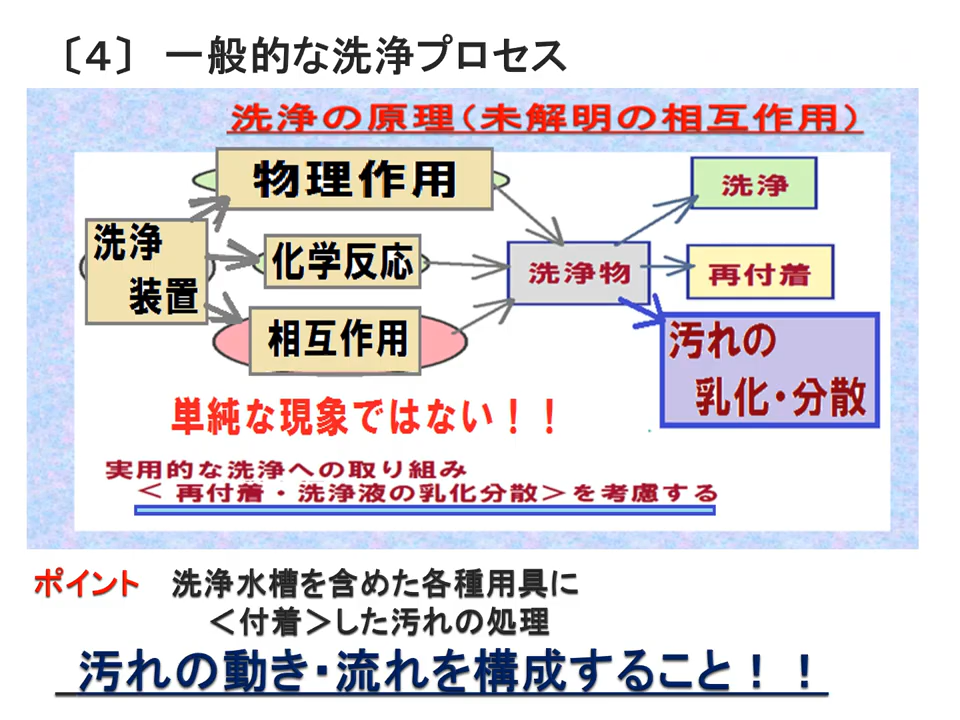 〔4〕 一般的な洗浄プロセス
洗浄の原理(未解明の相互作用)
物理作用
洗浄
洗浄
装置
化学反応
洗浄物
再付着
相互作用
汚れの
乳化・分散
単純な現象ではない！！
実用的な洗浄への取り組み
＜再付着・洗浄液の乳化分散＞を考慮する
ポイント 洗浄水槽を含めた各種用具に
＜付着＞した汚れの処理
汚れの動き・流れを構成すること！！